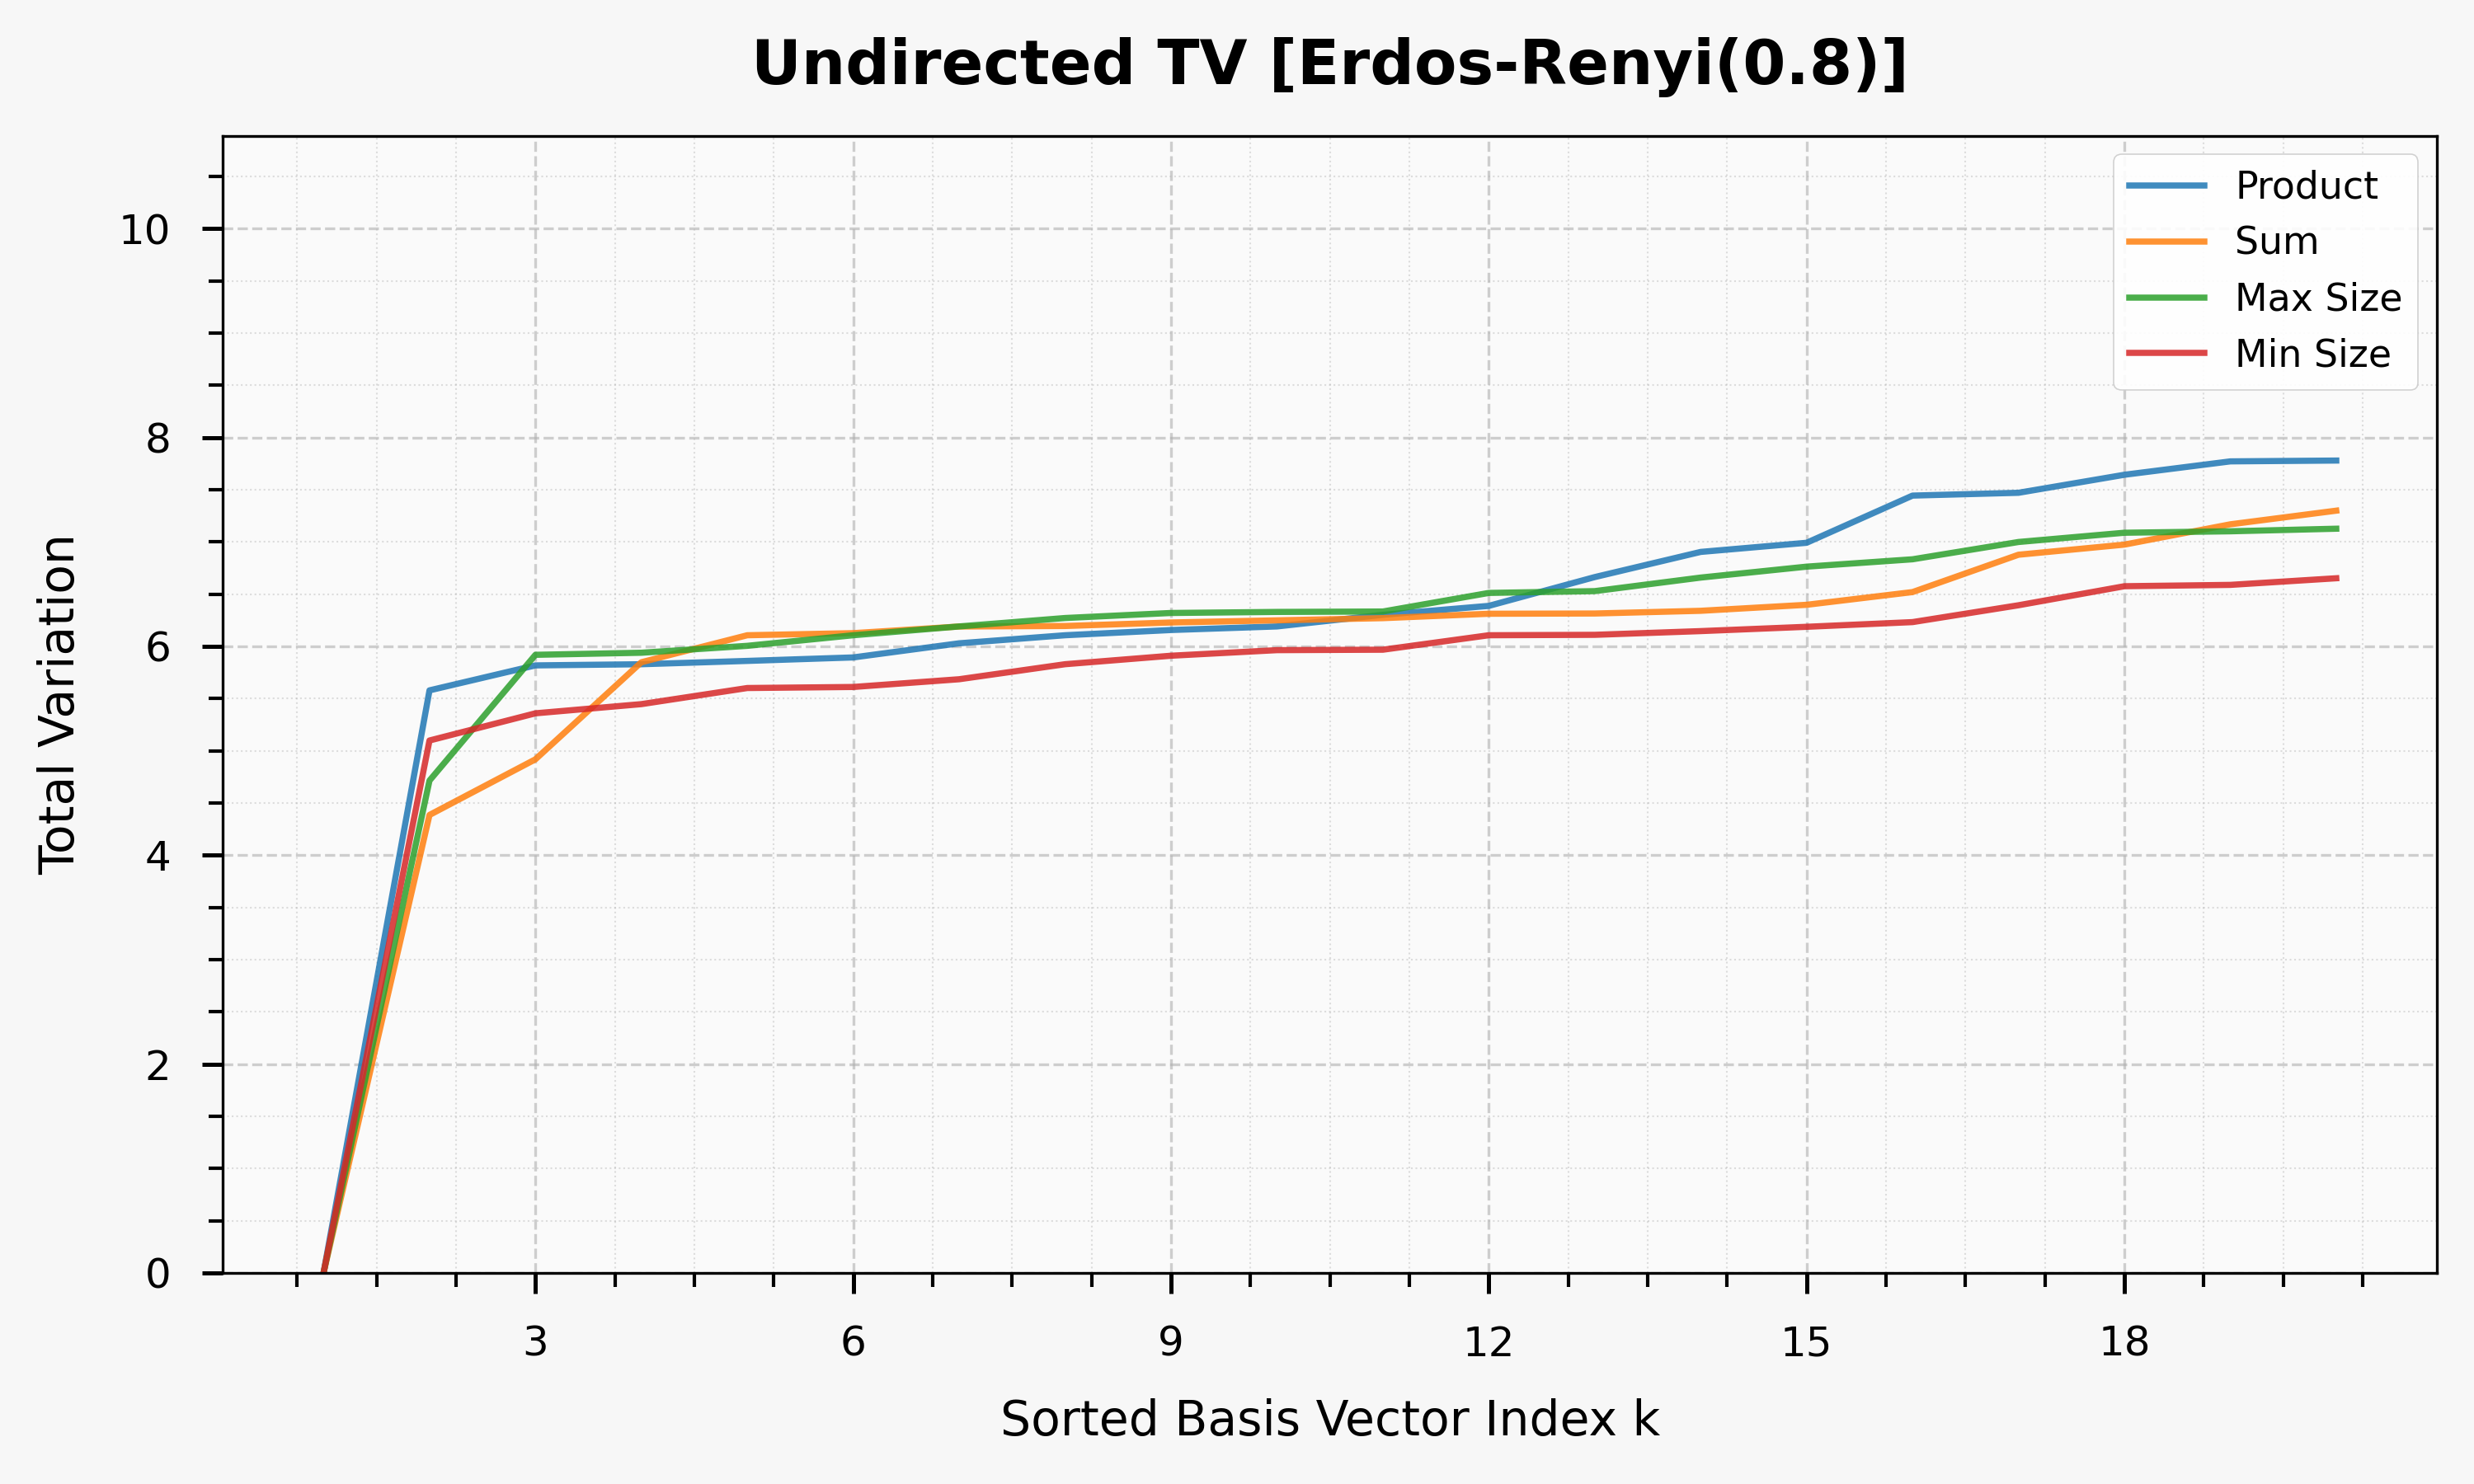 Undirected TV [Erdos-Renyi(0.8)]
Product
Sum
Max Size
Min Size
10
8
6
4
2
0
Total Variation
3 6 9 12 15 18
Sorted Basis Vector Index k